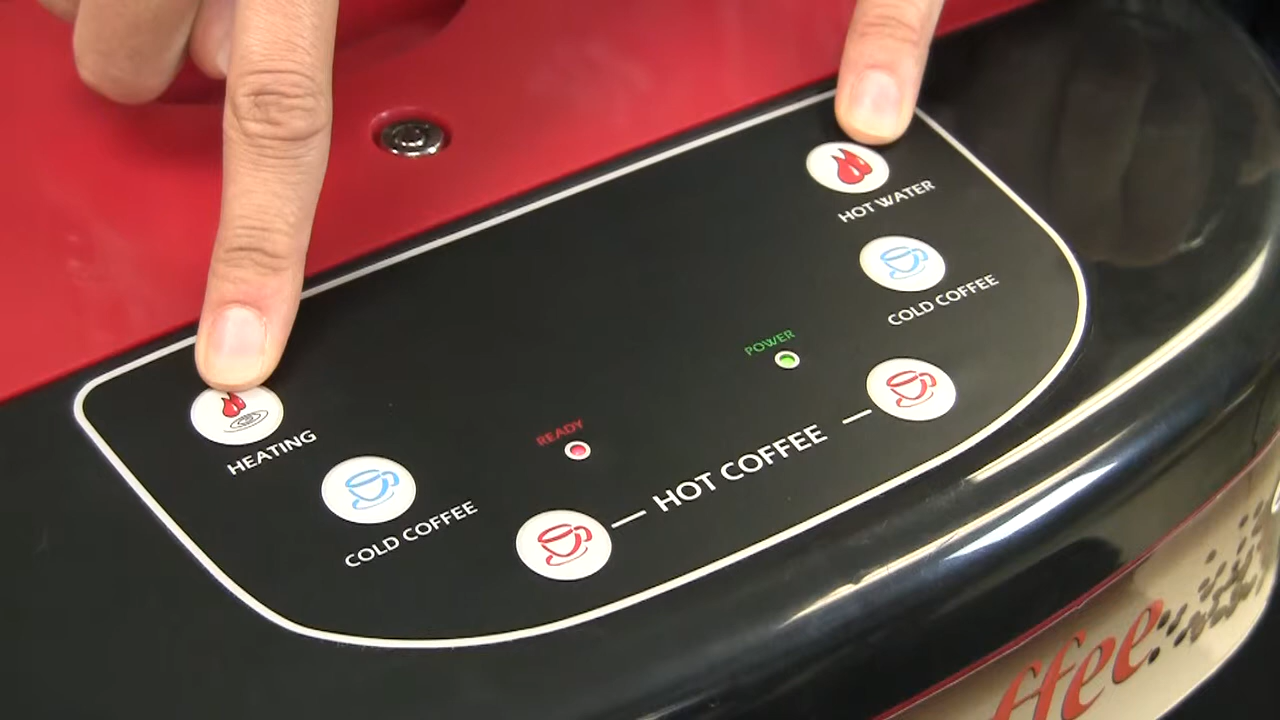 HOT WATER
COLD COFFEE
POWER
HEATING
READY
HOT COFFEE
COLD COFFEE
ffee